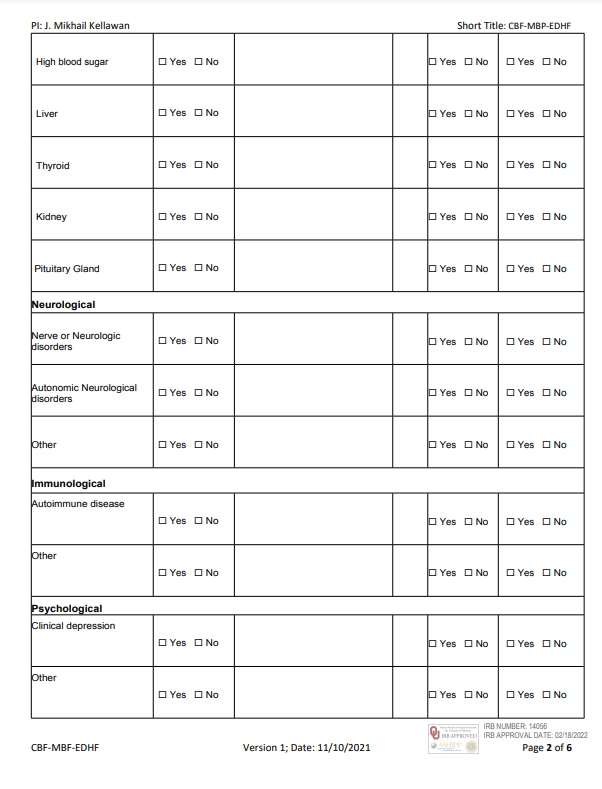 PI: J. Mikhail Kellawan Short Title: CBF-MBP-EDHF
High blood sugar ☐ Yes ☐ No ☐ Yes ☐ No ☐ Yes ☐ No
Liver ☐ Yes ☐ No ☐ Yes ☐ No ☐ Yes ☐ No
Thyroid ☐ Yes ☐ No ☐ Yes ☐ No ☐ Yes ☐ No
Kidney ☐ Yes ☐ No ☐ Yes ☐ No ☐ Yes ☐ No
Pituitary Gland ☐ Yes ☐ No ☐ Yes ☐ No ☐ Yes ☐ No
Neurological
Nerve or Neurologic
disorders ☐ Yes ☐ No ☐ Yes ☐ No ☐ Yes ☐ No
Autonomic Neurological
disorders ☐ Yes ☐ No ☐ Yes ☐ No ☐ Yes ☐ No
Other ☐ Yes ☐ No ☐ Yes ☐ No ☐ Yes ☐ No
Immunological
Autoimmune disease
☐ Yes ☐ No ☐ Yes ☐ No ☐ Yes ☐ No
Other
☐ Yes ☐ No ☐ Yes ☐ No ☐ Yes ☐ No
Psychological
Clinical depression
☐ Yes ☐ No ☐ Yes ☐ No ☐ Yes ☐ No
Other
☐ Yes ☐ No ☐ Yes ☐ No ☐ Yes ☐ No
IRB APPROVED
IRB NUMBER: 14056
IRB APPROVAL DATE: 02/18/2022
CBF-MBF-EDHF Version 1; Date: 11/10/2021 Page 2 of 6